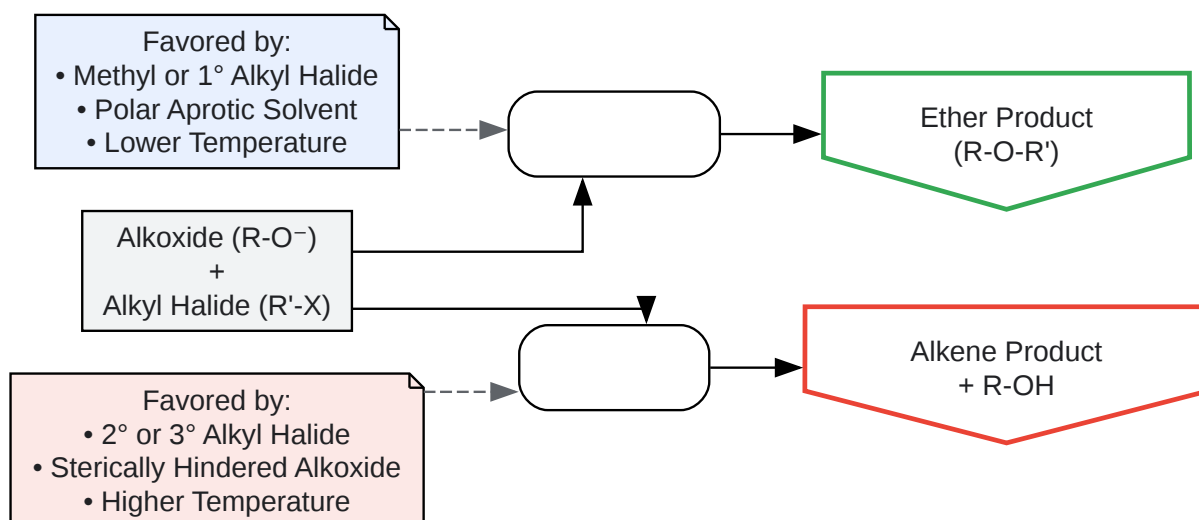 Favored by:
• Methyl or 1° Alkyl Halide
• Polar Aprotic Solvent
• Lower Temperature
Ether Product
(R-O-R')
Alkoxide (R-O⁻)
+
Alkyl Halide (R'-X)
Alkene Product
+ R-OH
Favored by:
• 2° or 3° Alkyl Halide
• Sterically Hindered Alkoxide
• Higher Temperature